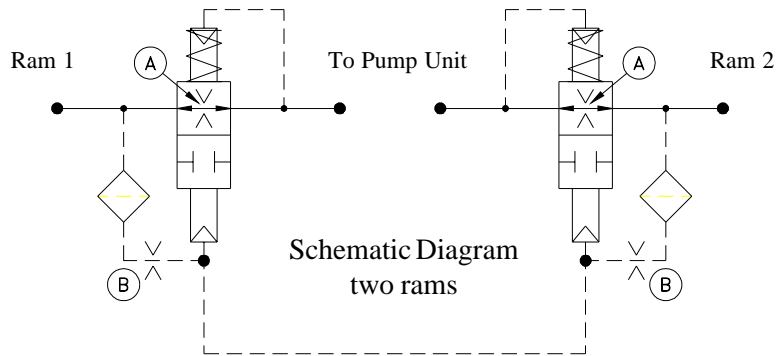 Ram 1
A
To Pump Unit
A
Ram 2
Schematic Diagram
two rams
B
B